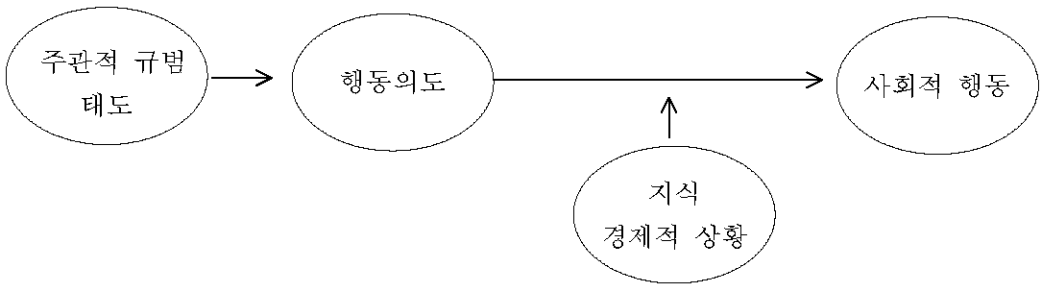 주관적 규범
태도
행동의도
사회적 행동
지식
경제적 상황